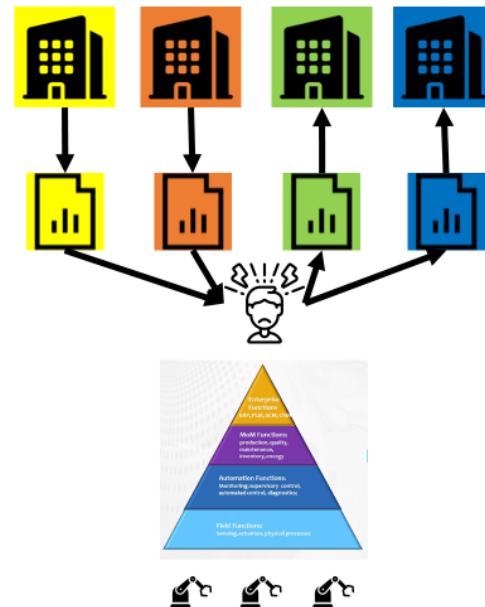 Enterprise
Functions
ERP, PLM, SCM, CRM
MoM Functions:
production, quality,
maintenance,
inventory, energy
Automation Functions:
Monitoring, supervisory control,
automated control, diagnostics;
Field Functions:
Sensing, actuation, physical processes